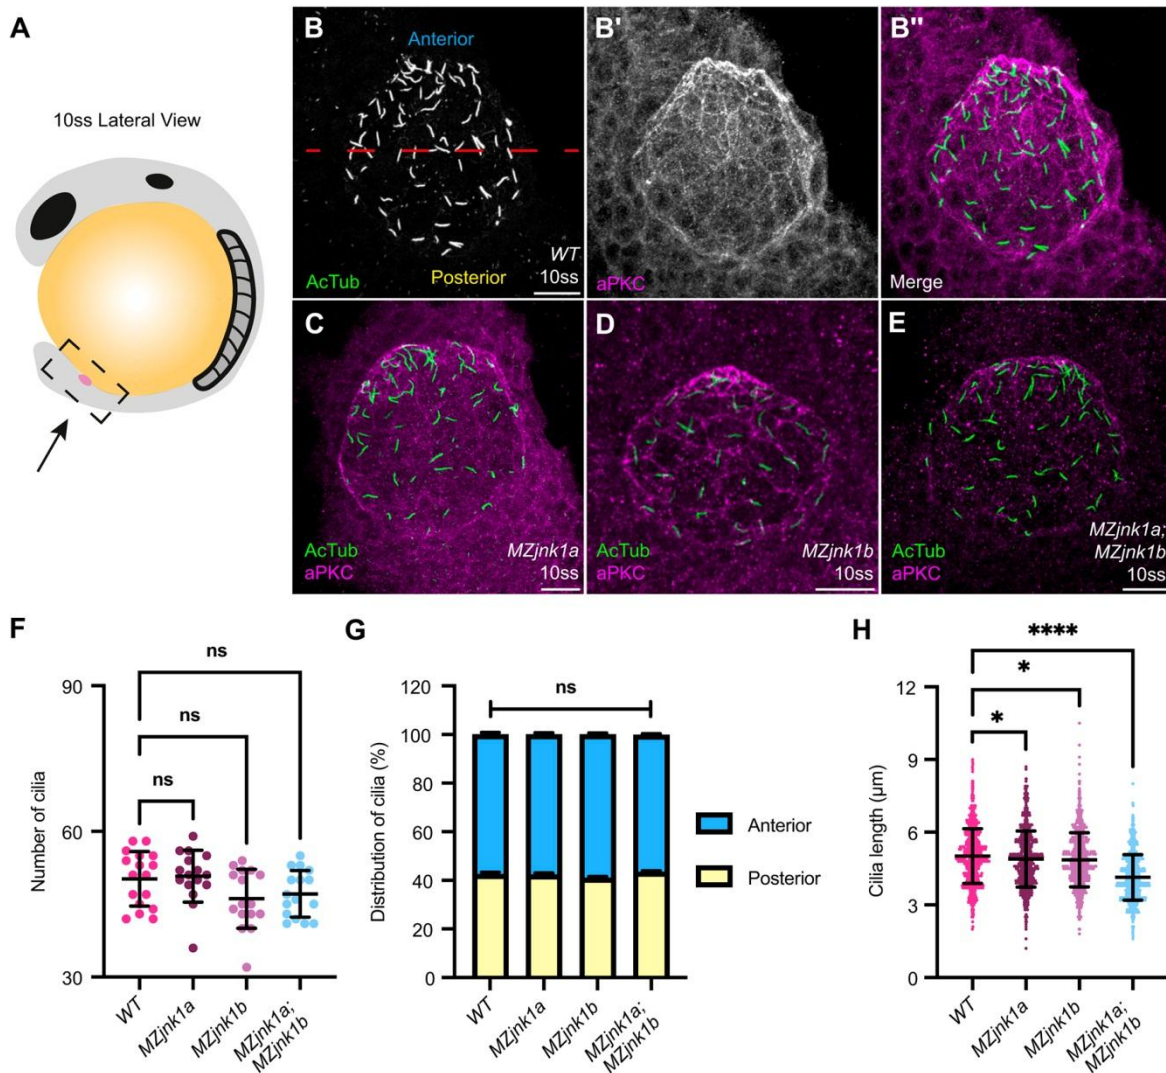 A
10ss Lateral View
B
Anterior
Posterior
AcTub
WT
10ss
B'
aPKC
B"
Merge
C
AcTub
aPKC
MZjnk1a
10ss
D
AcTub
aPKC
MZjnk1b
10ss
E
AcTub
aPKC
MZjnk1a;
MZjnk1b
10ss
F
ns
ns
ns
Number of cilia
90
60
30
WT
MZjnk1a
MZjnk1b
MZjnk1a;
MZjnk1b
G
ns
Distribution of cilia (%)
120
100
80
60
40
20
0
WT
MZjnk1a
MZjnk1b
MZjnk1a;
MZjnk1b
Anterior
Posterior
H
****
*
*
Cilia length (µm)
12
9
6
3
0
WT
MZjnk1a
MZjnk1b
MZjnk1a;
MZjnk1b